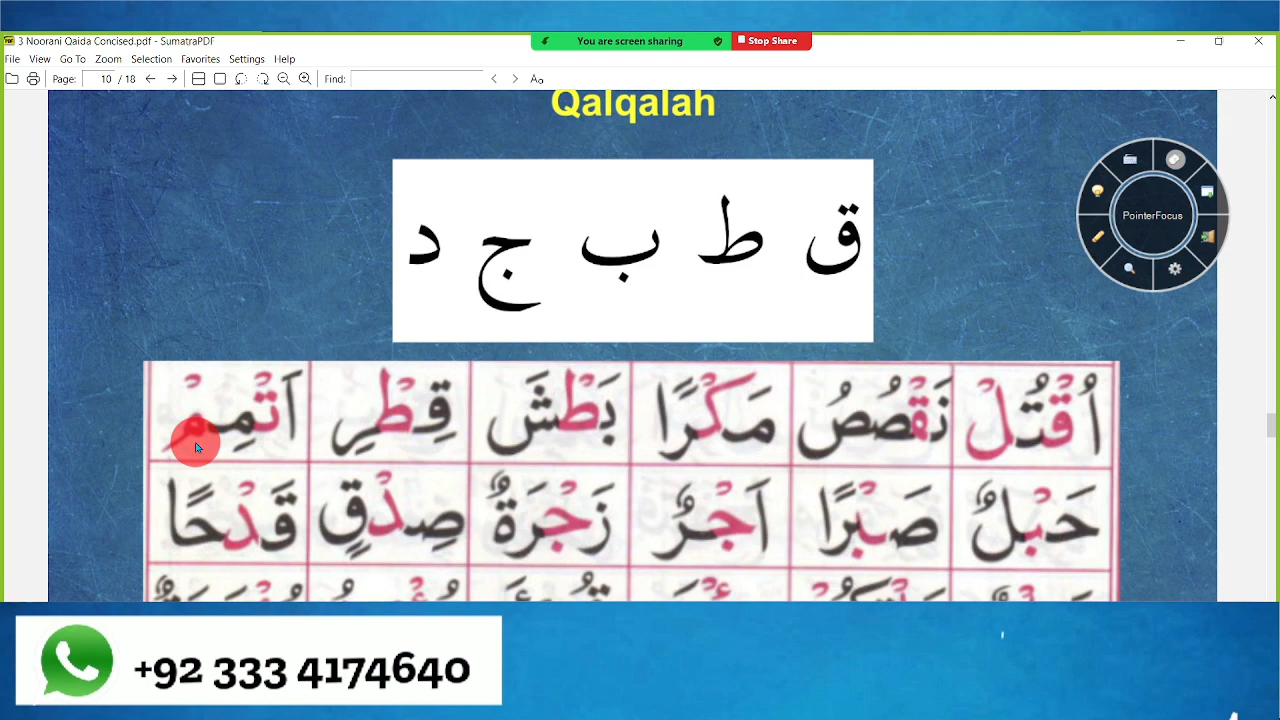 3 Noorani Qaida Concised.pdf - SumatraPDF
You are screen sharing
Stop Share
File View Go To Zoom Selection Favorites Settings Help
Page: 10 / 18 Find: Aa
Qalqalah
PointerFocus
ق ط ب ج د
اُقْتُلْ نَقْصُصُ مَكْرًا بَطْشَ قِطْرِ اَتْمِمْ
حَبْلٌ صَبْرًا اَجْرٌ زَجْرَةٌ صِدْقٍ قَدْحًا
+92 333 4174640